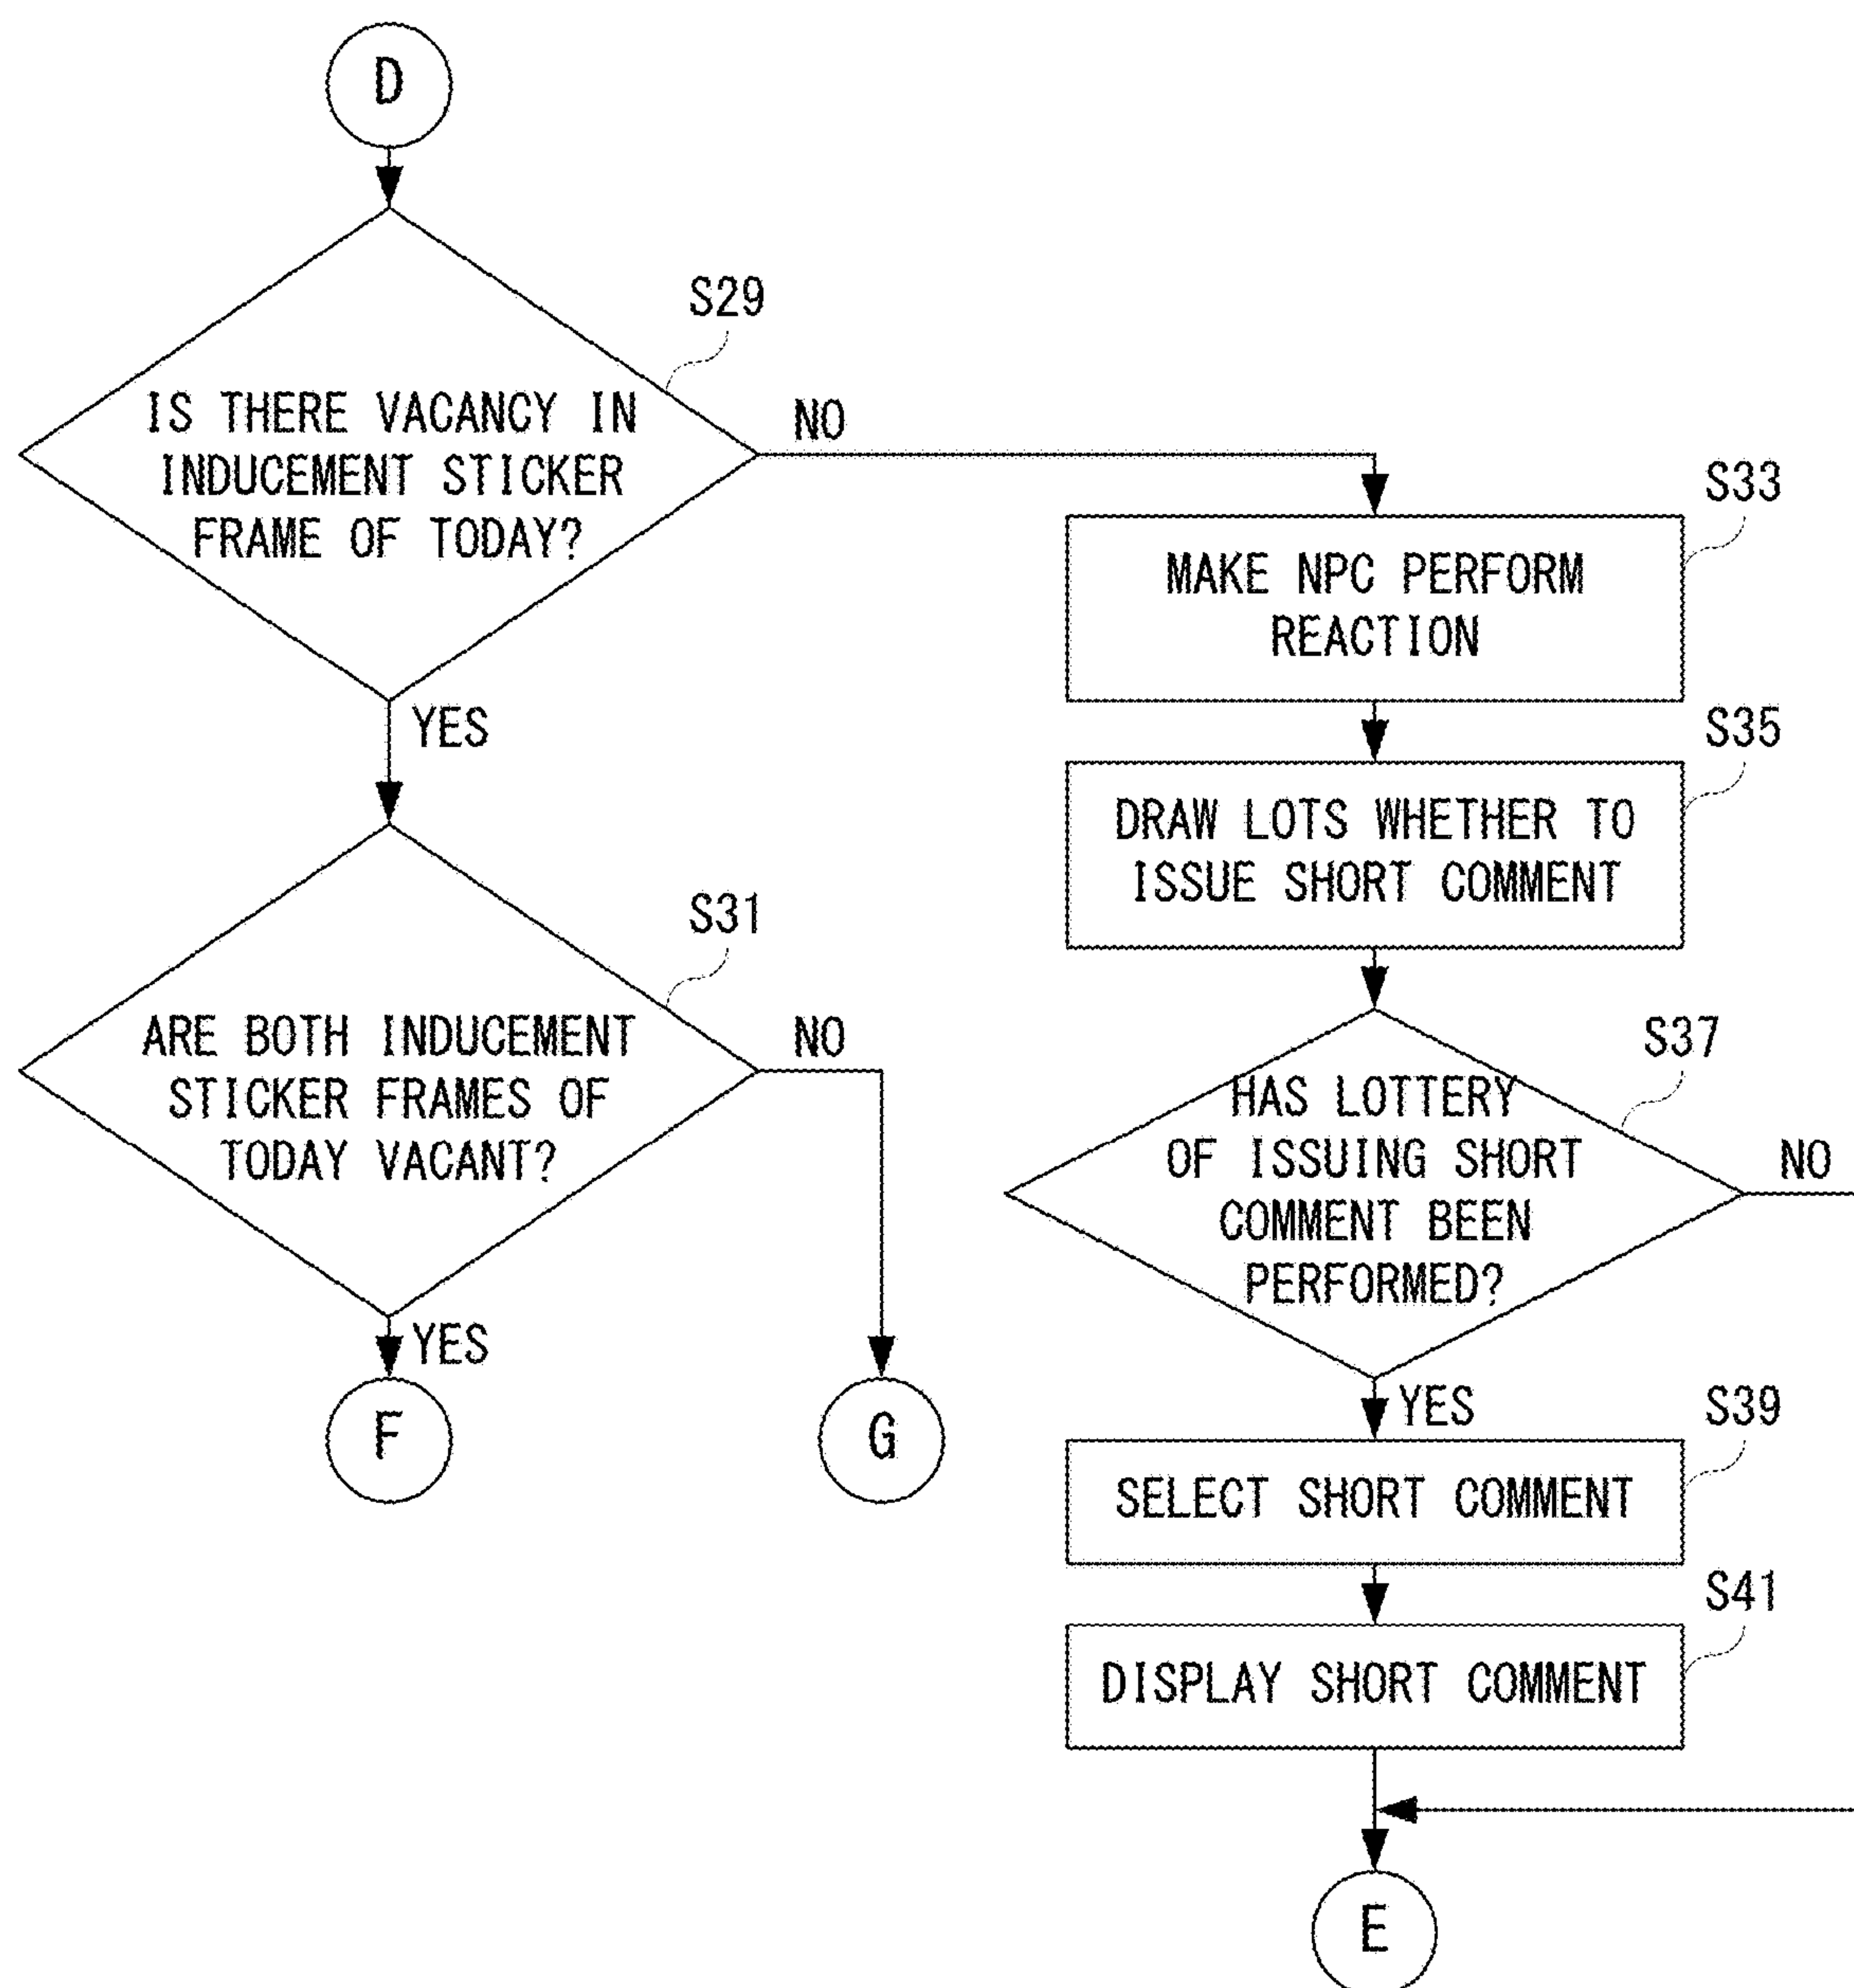 D
S29
IS THERE VACANCY IN
INDUCEMENT STICKER
FRAME OF TODAY?
NO
YES
S31
ARE BOTH INDUCEMENT
STICKER FRAMES OF
TODAY VACANT?
NO
YES
F
G
S33
MAKE NPC PERFORM
REACTION
S35
DRAW LOTS WHETHER TO
ISSUE SHORT COMMENT
S37
HAS LOTTERY
OF ISSUING SHORT
COMMENT BEEN
PERFORMED?
NO
YES
S39
SELECT SHORT COMMENT
S41
DISPLAY SHORT COMMENT
E